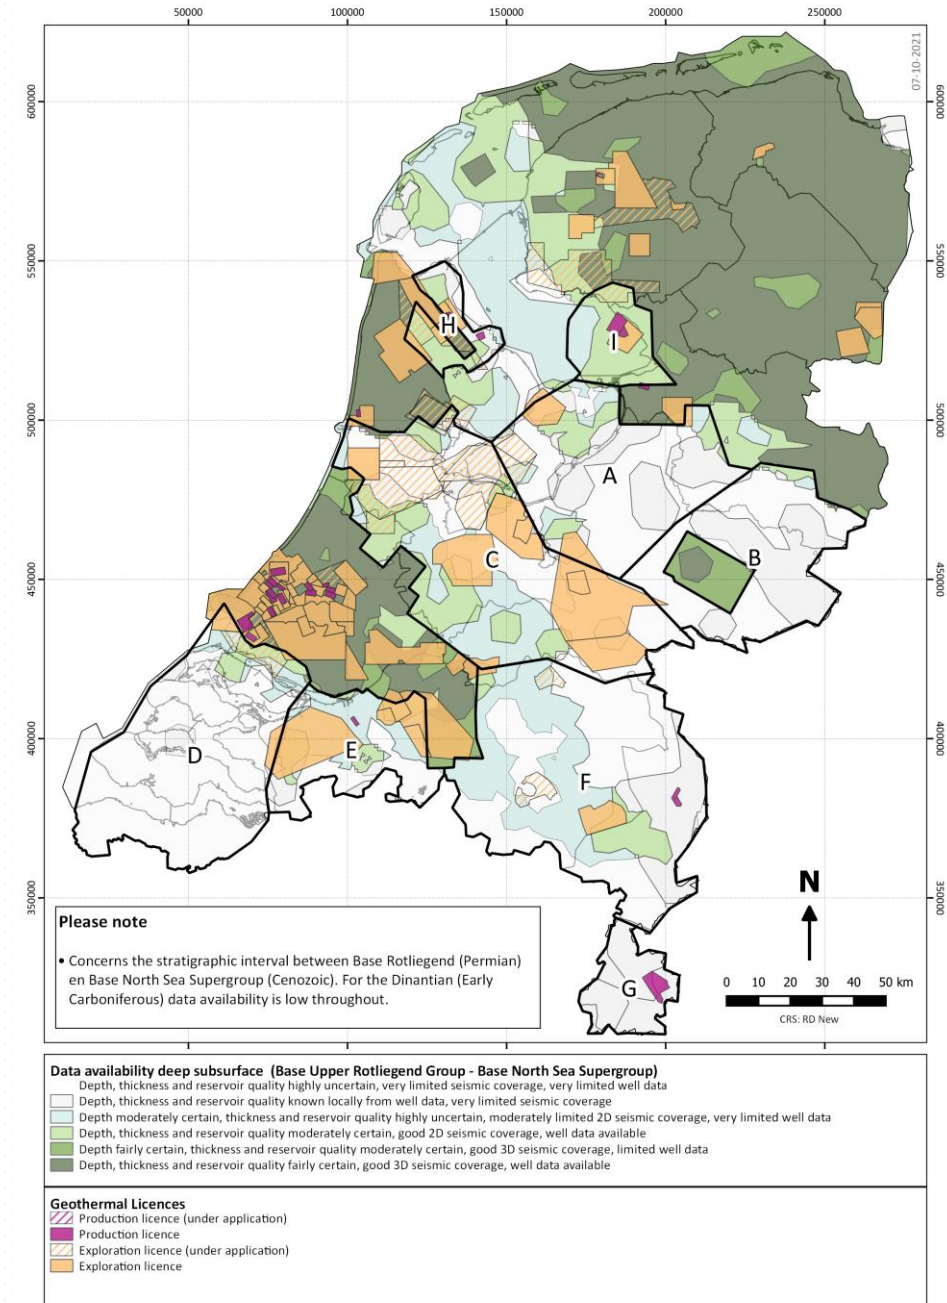 50000 100000 150000 200000 250000
07-10-2021
600000 600000
550000 550000
H
I
500000 500000
A
C
B
450000 450000
D
E
400000 400000
F
N
350000 350000
G
Please note
• Concerns the stratigraphic interval between Base Rotliegend (Permian)
en Base North Sea Supergroup (Cenozoic). For the Dinantian (Early
Carboniferous) data availability is low throughout.
0 10 20 30 40 50 km
CRS: RD New
Data availability deep subsurface (Base Upper Rotliegend Group - Base North Sea Supergroup)
Depth, thickness and reservoir quality highly uncertain, very limited seismic coverage, very limited well data
Depth, thickness and reservoir quality known locally from well data, very limited seismic coverage
Depth moderately certain, thickness and reservoir quality highly uncertain, moderately limited 2D seismic coverage, very limited well data
Depth, thickness and reservoir quality moderately certain, good 2D seismic coverage, well data available
Depth fairly certain, thickness and reservoir quality moderately certain, good 3D seismic coverage, limited well data
Depth, thickness and reservoir quality fairly certain, good 3D seismic coverage, well data available
Geothermal Licences
Production licence (under application)
Production licence
Exploration licence (under application)
Exploration licence